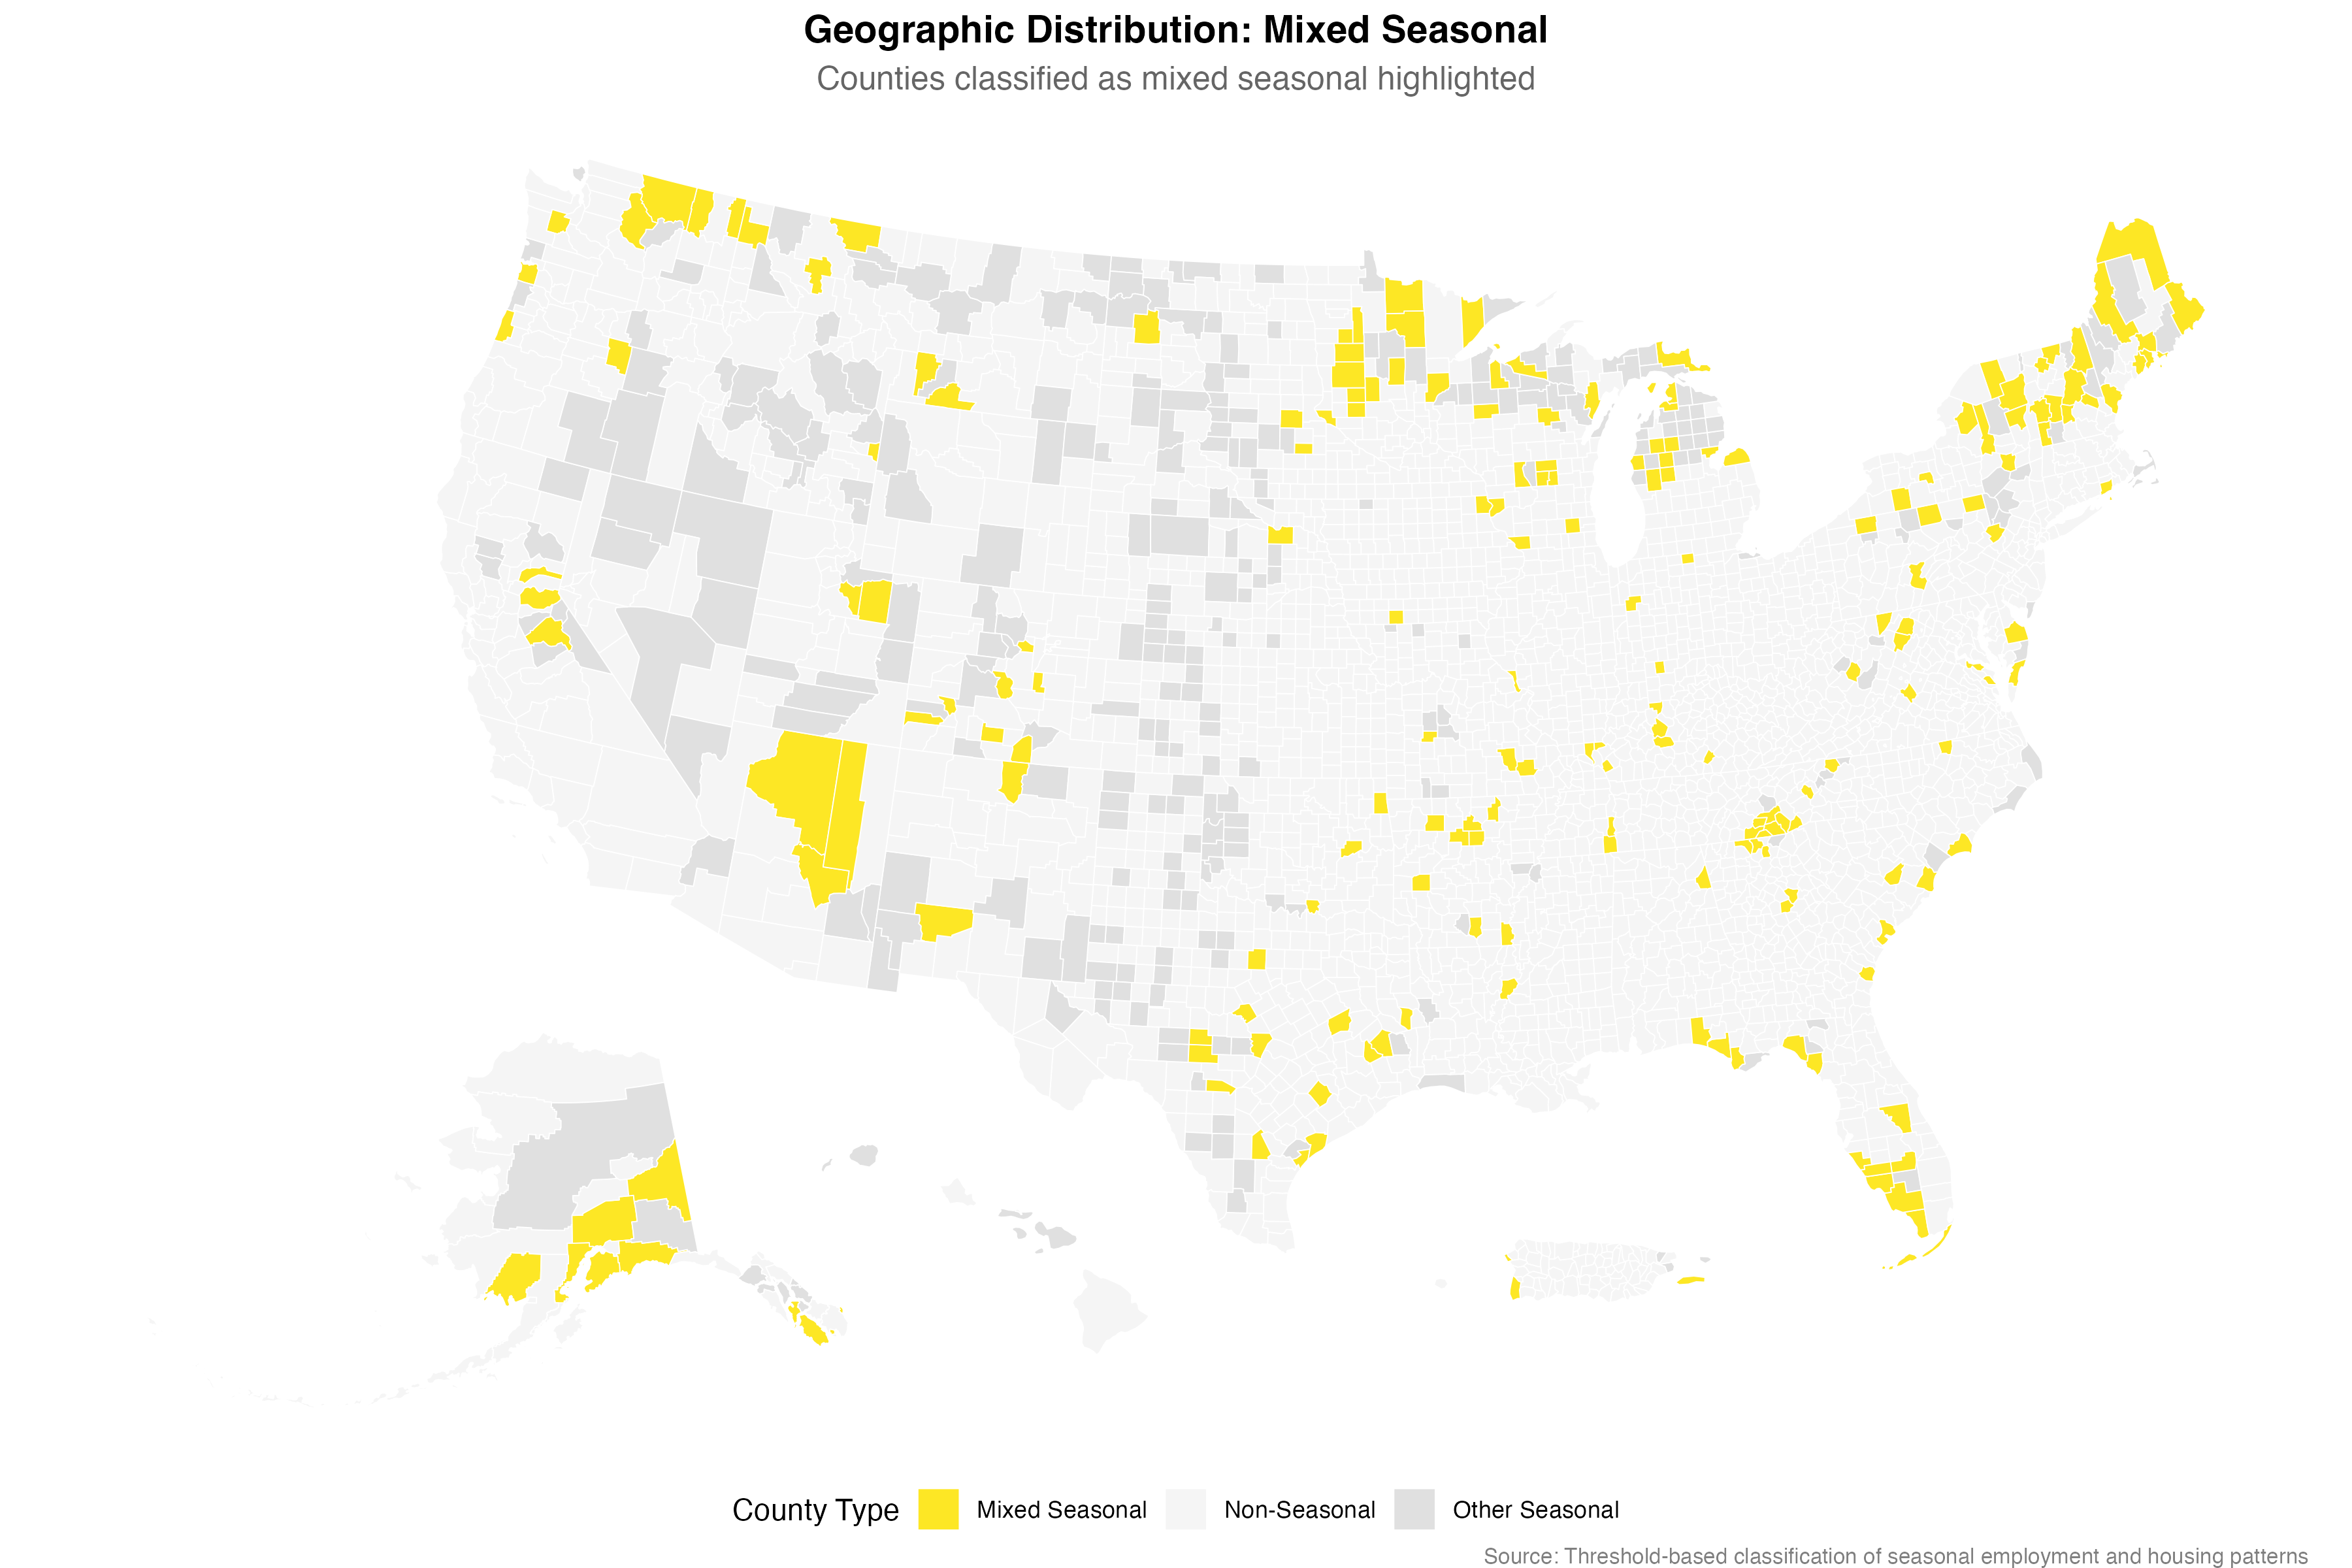 Geographic Distribution: Mixed Seasonal
Counties classified as mixed seasonal highlighted
County Type Mixed Seasonal Non-Seasonal Other Seasonal
Source: Threshold-based classification of seasonal employment and housing patterns